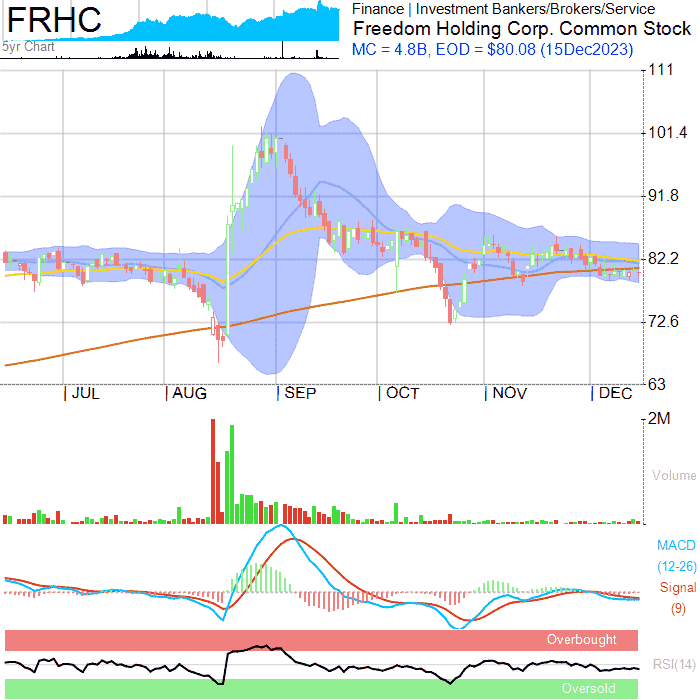 FRHC
5yr Chart
Finance | Investment Bankers/Brokers/Service
Freedom Holding Corp. Common Stock
MC = 4.8B, EOD = $80.08 (15Dec2023)
111
101.4
91.8
82.2
72.6
63
| JUL | AUG | SEP | OCT | NOV | DEC
2M
Volume
MACD
(12-26)
Signal
(9)
Overbought
RSI(14)
Oversold